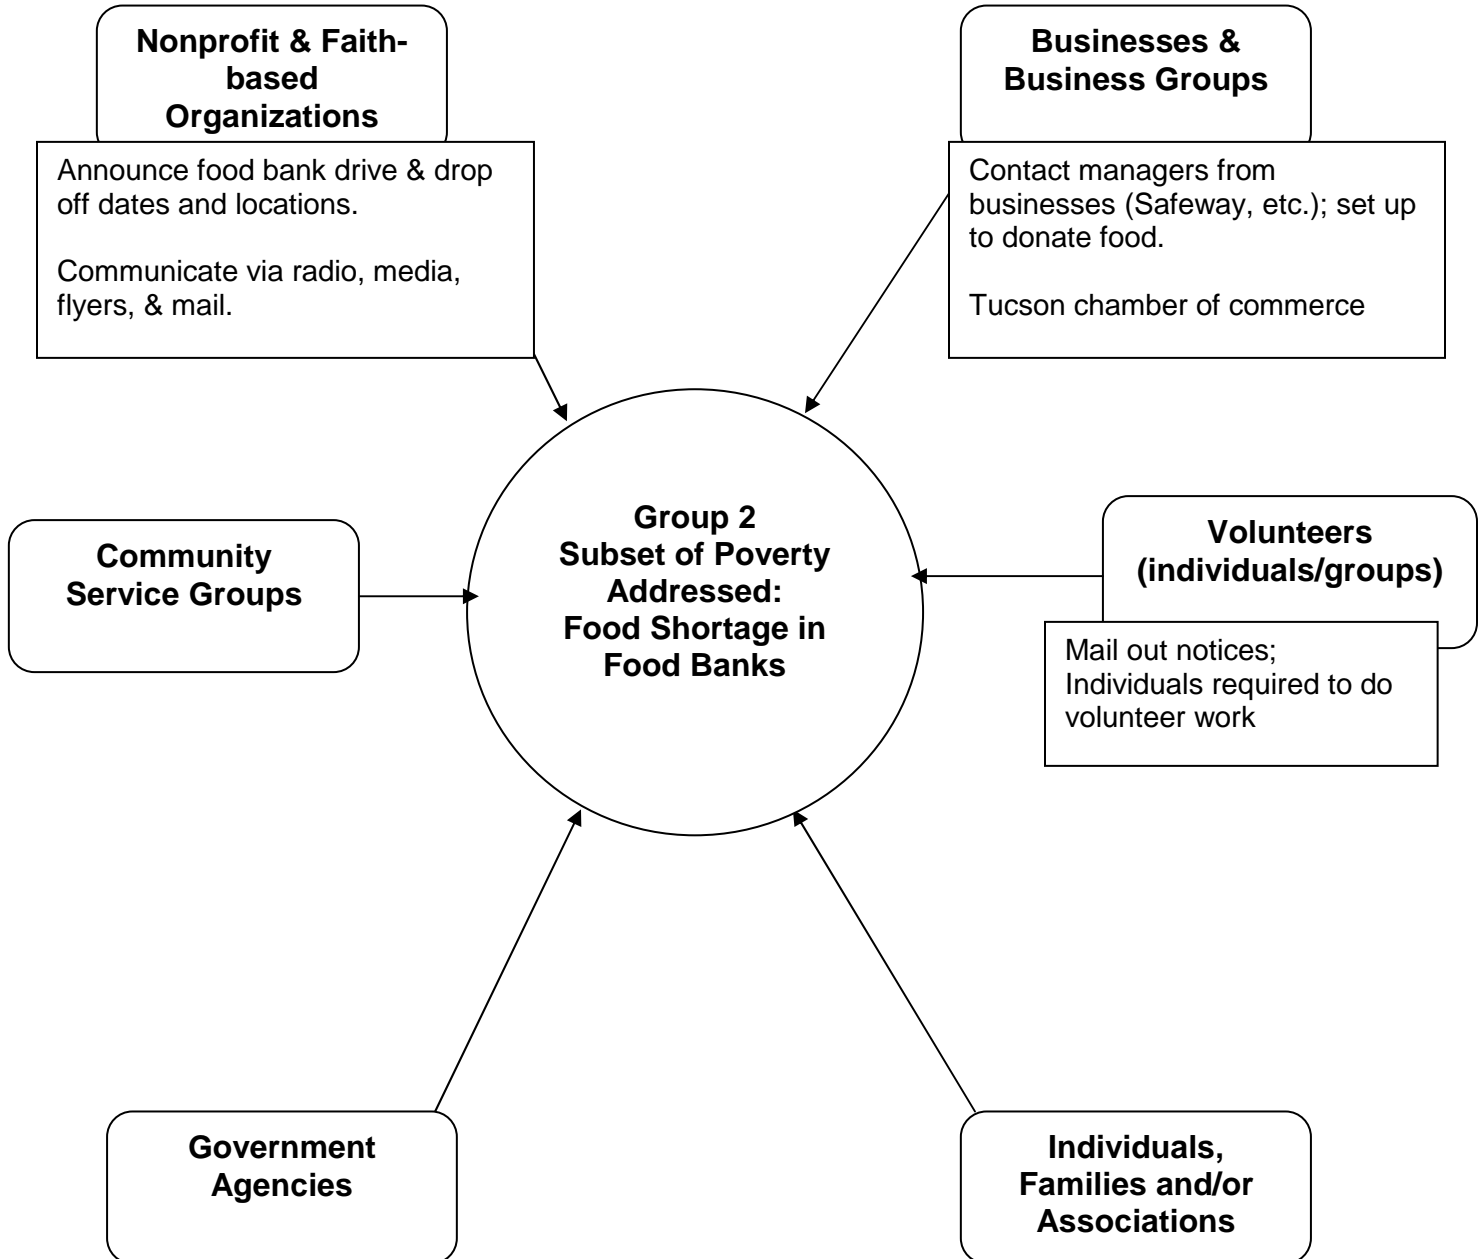 Nonprofit & Faith-
based
Organizations
Announce food bank drive & drop
off dates and locations.
Communicate via radio, media,
flyers, & mail.
Businesses &
Business Groups
Contact managers from
businesses (Safeway, etc.); set up
to donate food.
Tucson chamber of commerce
Community
Service Groups
Group 2
Subset of Poverty
Addressed:
Food Shortage in
Food Banks
Volunteers
(individuals/groups)
Mail out notices;
Individuals required to do
volunteer work
Government
Agencies
Individuals,
Families and/or
Associations